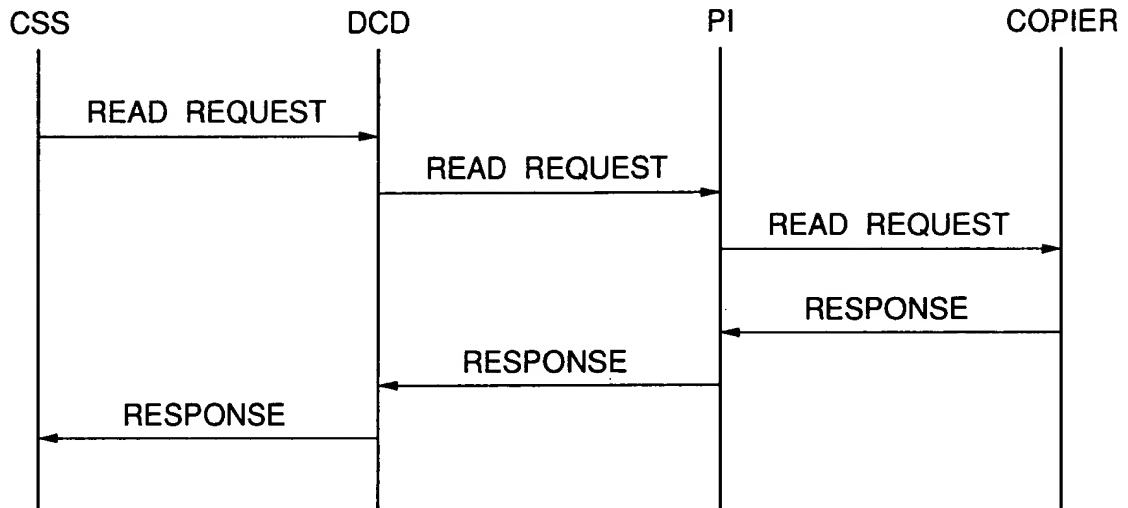 CSS DCD PI COPIER
READ REQUEST
READ REQUEST
READ REQUEST
RESPONSE
RESPONSE
RESPONSE